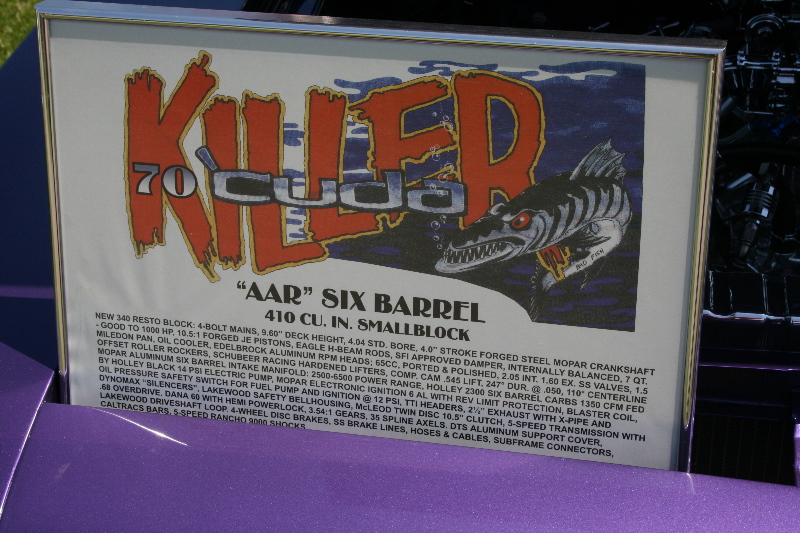 KILLER
70 'cuda
BAD FISH
"AAR" SIX BARREL
410 CU. IN. SMALLBLOCK
NEW 340 RESTO BLOCK: 4-BOLT MAINS, 9.60" DECK HEIGHT, 4.04 STD. BORE, 4.0" STROKE FORGED STEEL MOPAR CRANKSHAFT
- GOOD TO 1000 HP, 10.5:1 FORGED JE PISTONS, EAGLE H-BEAM RODS, SFI APPROVED DAMPER, INTERNALLY BALANCED, 7 QT.
MILEDON PAN, OIL COOLER, EDELBROCK ALUMINUM RPM HEADS; 65CC, PORTED & POLISHED, 2.05 INT. 1.60 EX. SS VALVES, 1.5
OFFSET ROLLER ROCKERS, SCHUBEER RACING HARDENED LIFTERS, COMP. CAM .545 LIFT, 247° DUR. @ .050, 110° CENTERLINE
MOPAR ALUMINUM SIX BARREL INTAKE MANIFOLD: 2500-6500 POWER RANGE, HOLLEY 2300 SIX BARREL CARBS 1350 CFM FED
BY HOLLEY BLACK 14 PSI ELECTRIC PUMP, MOPAR ELECTRONIC IGNITION 6 AL WITH REV LIMIT PROTECTION, BLASTER COIL,
OIL PRESSURE SAFETY SWITCH FOR FUEL PUMP AND IGNITION @ 12 PSI, TTI HEADERS, 2½" EXHAUST WITH X-PIPE AND
DYNOMAX "SILENCERS", LAKEWOOD SAFETY BELLHOUSING, McLEOD TWIN DISC 10.5" CLUTCH, 5-SPEED TRANSMISSION WITH
.68 OVERDRIVE, DANA 60 WITH HEMI POWERLOCK, 3.54:1 GEARS, 35 SPLINE AXELS, DTS ALUMINUM SUPPORT COVER,
LAKEWOOD DRIVESHAFT LOOP, 4-WHEEL DISC BRAKES, SS BRAKE LINES, HOSES & CABLES, SUBFRAME CONNECTORS,
CALTRACS BARS, 5-SPEED RANCHO 9000 SHOCKS